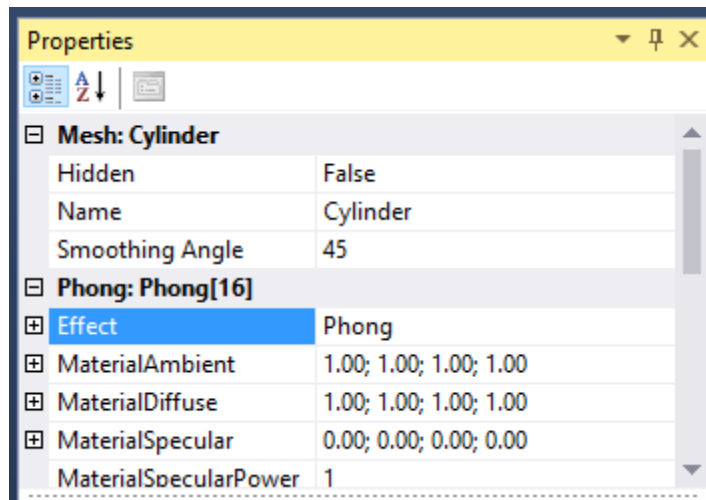 Properties
A Z
Mesh: Cylinder
Hidden False
Name Cylinder
Smoothing Angle 45
Phong: Phong[16]
Effect Phong
MaterialAmbient 1.00; 1.00; 1.00; 1.00
MaterialDiffuse 1.00; 1.00; 1.00; 1.00
MaterialSpecular 0.00; 0.00; 0.00; 0.00
MaterialSpecularPower 1